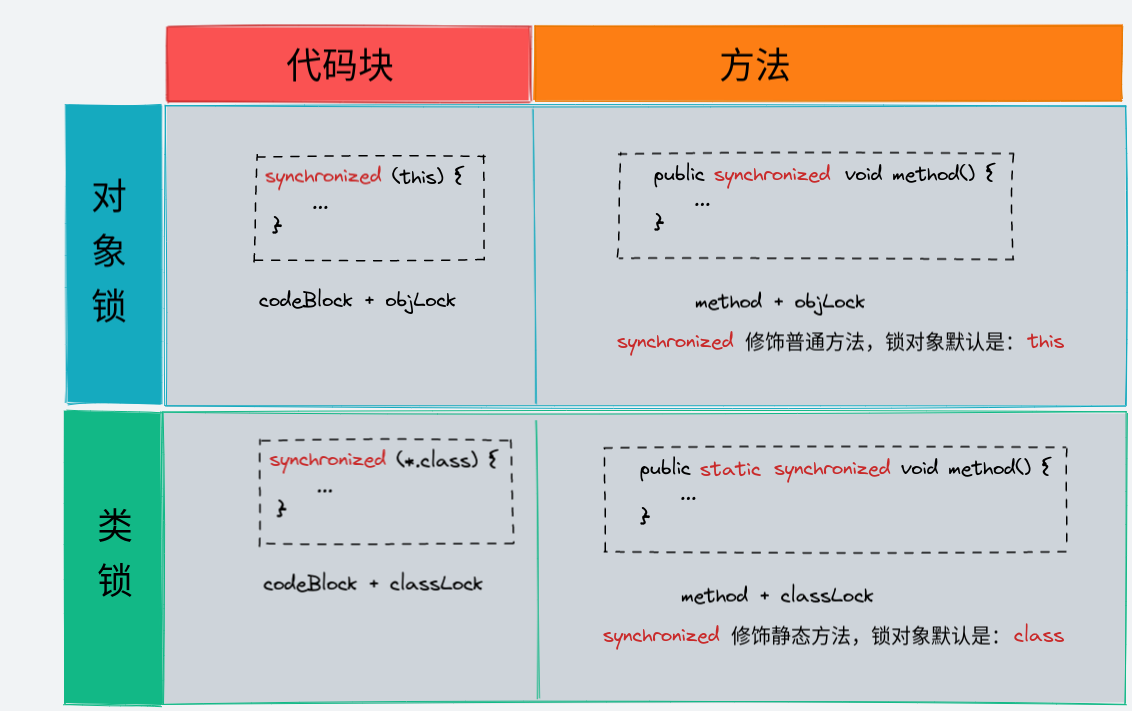 代码块
方法
对象锁
synchronized (this) {
...
}
codeBlock + objLock
public synchronized void method() {
...
}
method + objLock
synchronized 修饰普通方法，锁对象默认是：this
类锁
synchronized (*.class) {
...
}
codeBlock + classLock
public static synchronized void method() {
...
}
method + classLock
synchronized 修饰静态方法，锁对象默认是：class